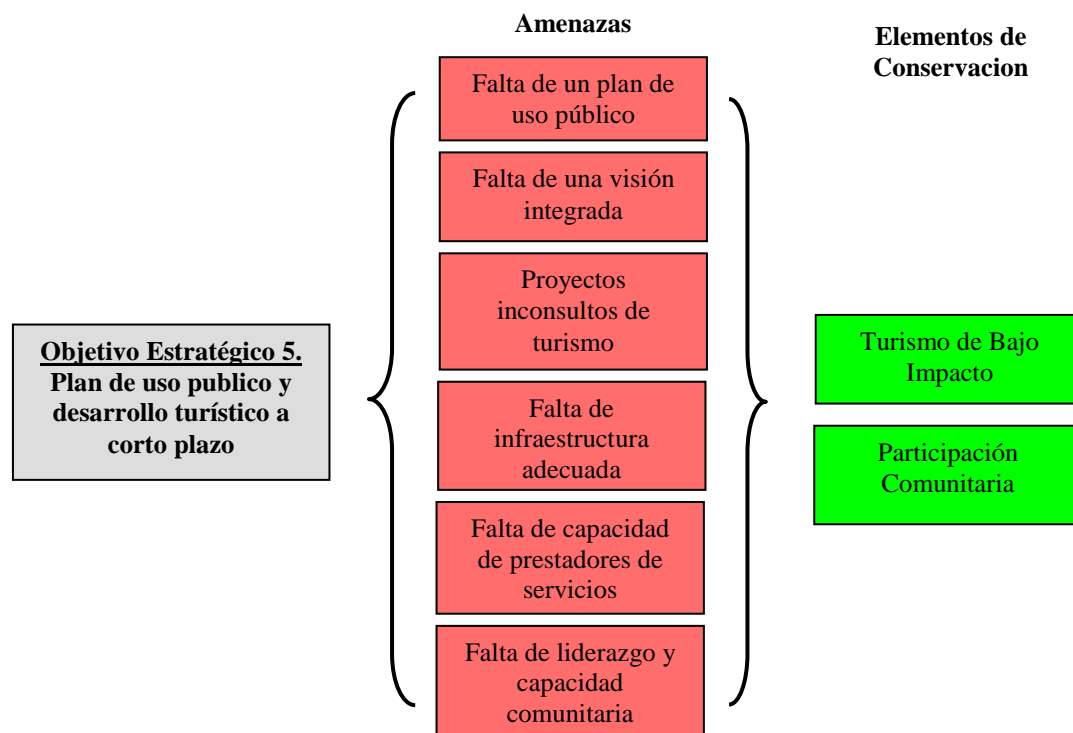 Amenazas
Elementos de
Conservacion
Falta de un plan de
uso público
Falta de una visión
integrada
Proyectos
inconsultos de
turismo
Falta de
infraestructura
adecuada
Falta de capacidad
de prestadores de
servicios
Falta de liderazgo y
capacidad
comunitaria
Objetivo Estratégico 5.
Plan de uso publico y
desarrollo turístico a
corto plazo
Turismo de Bajo
Impacto
Participación
Comunitaria